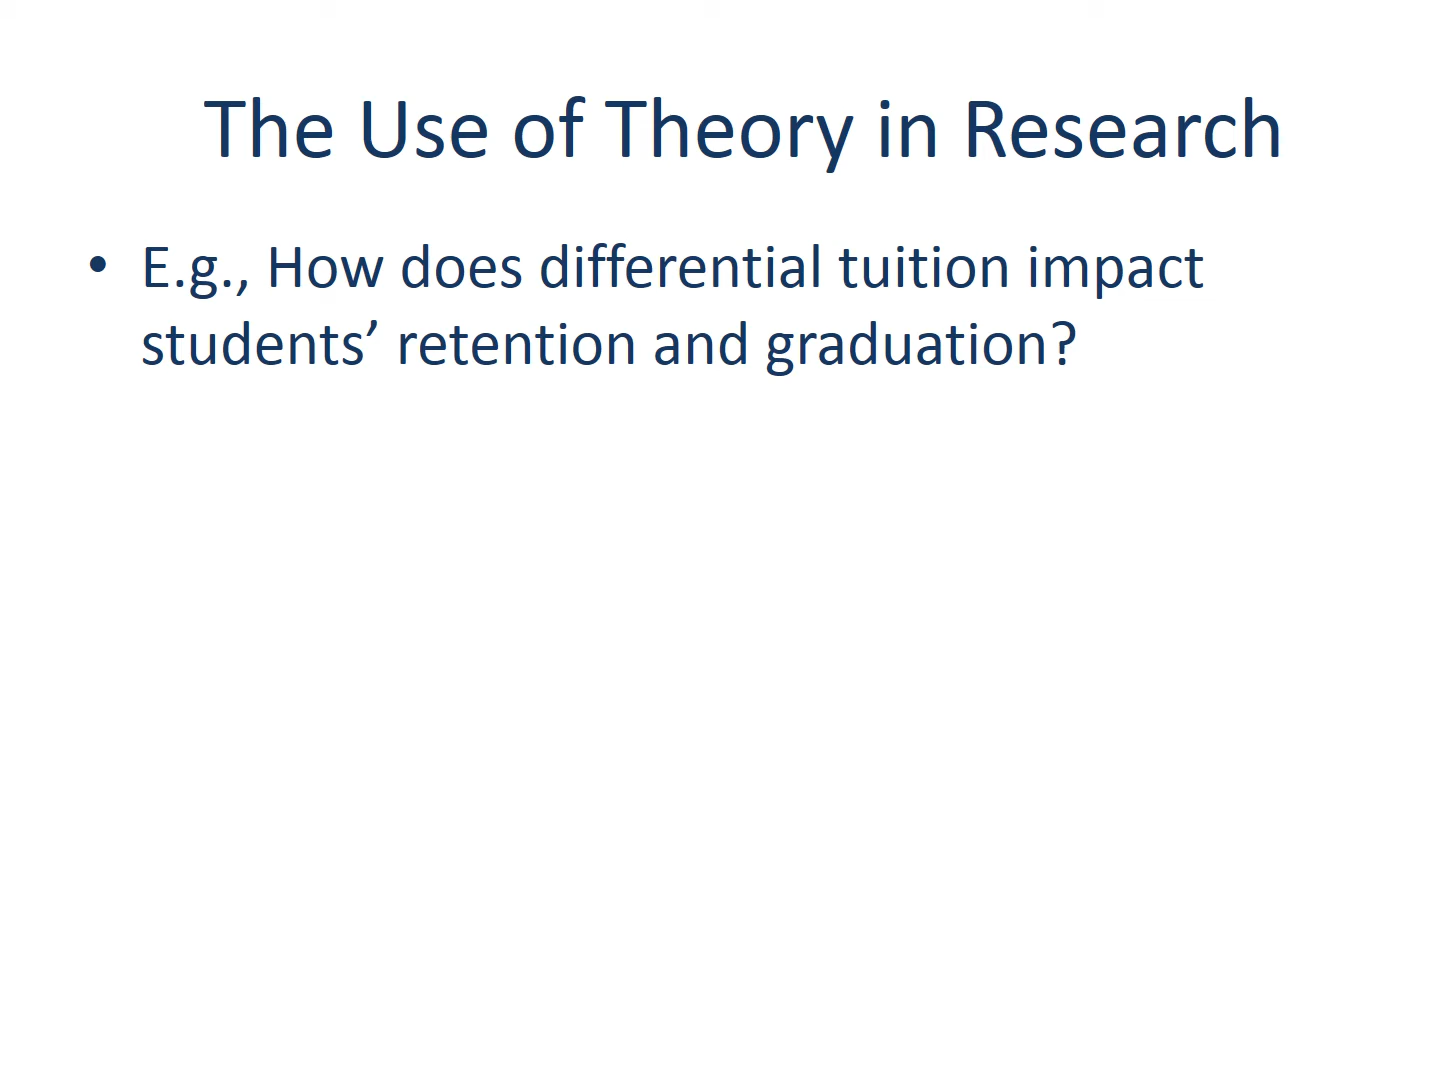 The Use of Theory in Research
• E.g., How does differential tuition impact
students’ retention and graduation?